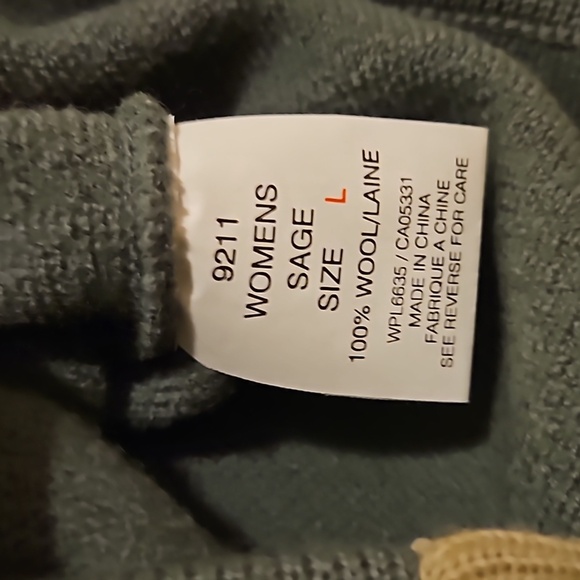 9211
WOMENS
SAGE
SIZE L
100% WOOL/LAINE
WPL6635 / CA05331
MADE IN CHINA
FABRIQUE A CHINE
SEE REVERSE FOR CARE